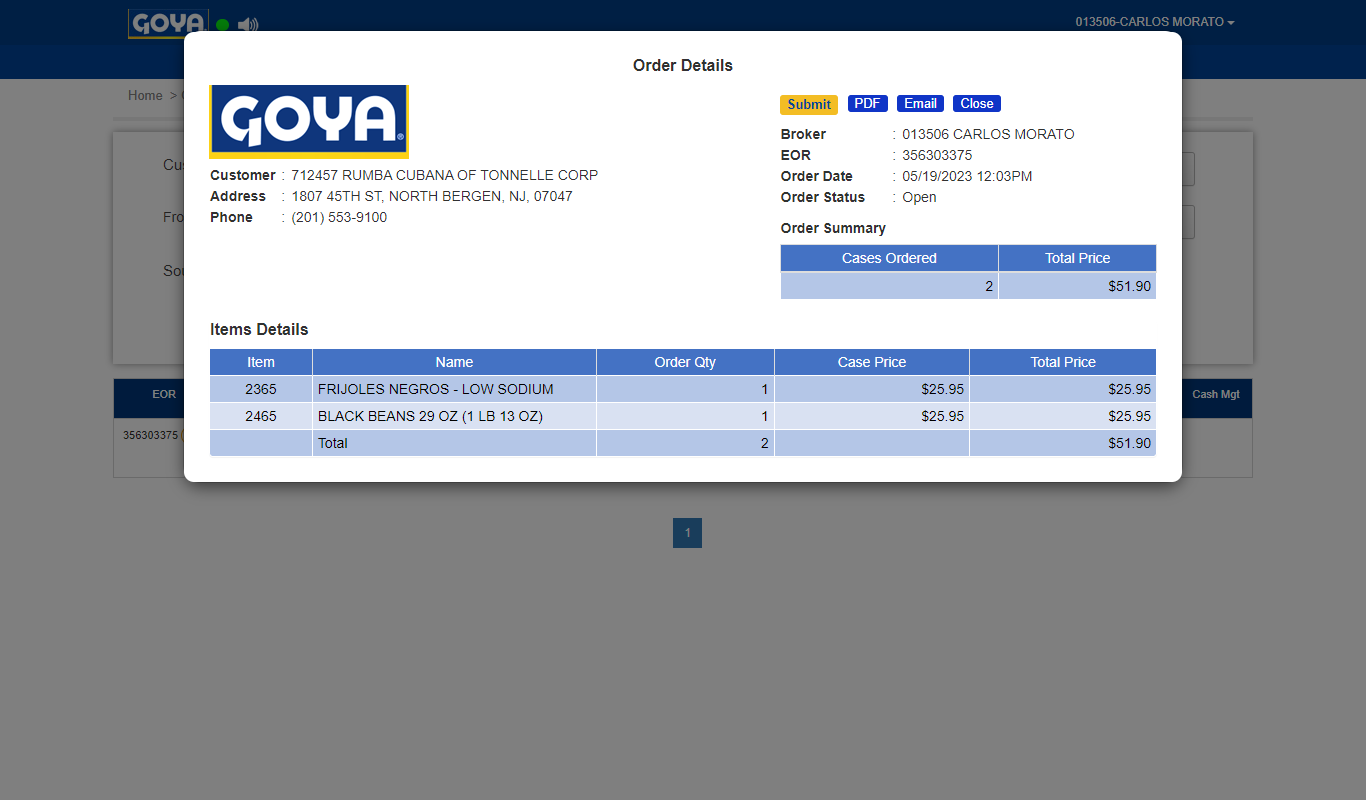 GOYA
013506-CARLOS MORATO
Home >
Order Details
GOYA®
Submit PDF Email Close
Broker : 013506 CARLOS MORATO
EOR : 356303375
Order Date : 05/19/2023 12:03PM
Order Status : Open
Customer : 712457 RUMBA CUBANA OF TONNELLE CORP
Address : 1807 45TH ST, NORTH BERGEN, NJ, 07047
Phone : (201) 553-9100
Order Summary
Cases Ordered Total Price
2 $51.90
Items Details
Item Name Order Qty Case Price Total Price
2365 FRIJOLES NEGROS - LOW SODIUM 1 $25.95 $25.95
2465 BLACK BEANS 29 OZ (1 LB 13 OZ) 1 $25.95 $25.95
Total 2 $51.90
EOR Cash Mgt
356303375
1